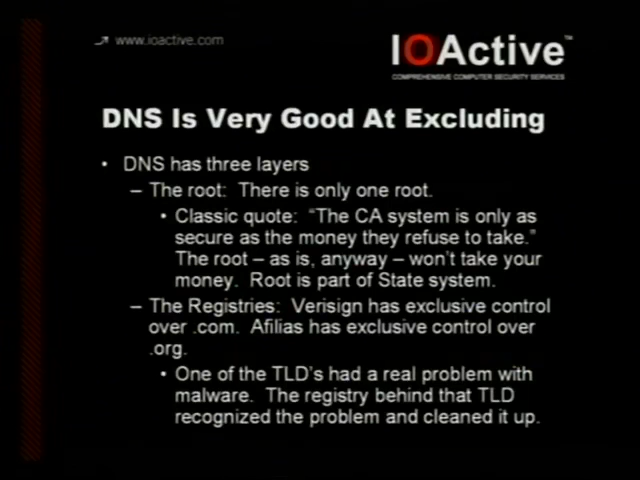 www.ioactive.com
IOActive™
COMPREHENSIVE COMPUTER SECURITY SERVICES
DNS Is Very Good At Excluding
• DNS has three layers
– The root: There is only one root.
• Classic quote: “The CA system is only as
secure as the money they refuse to take.”
The root – as is, anyway – won’t take your
money. Root is part of State system.
– The Registries: Verisign has exclusive control
over .com. Afilias has exclusive control over
.org.
• One of the TLD’s had a real problem with
malware. The registry behind that TLD
recognized the problem and cleaned it up.